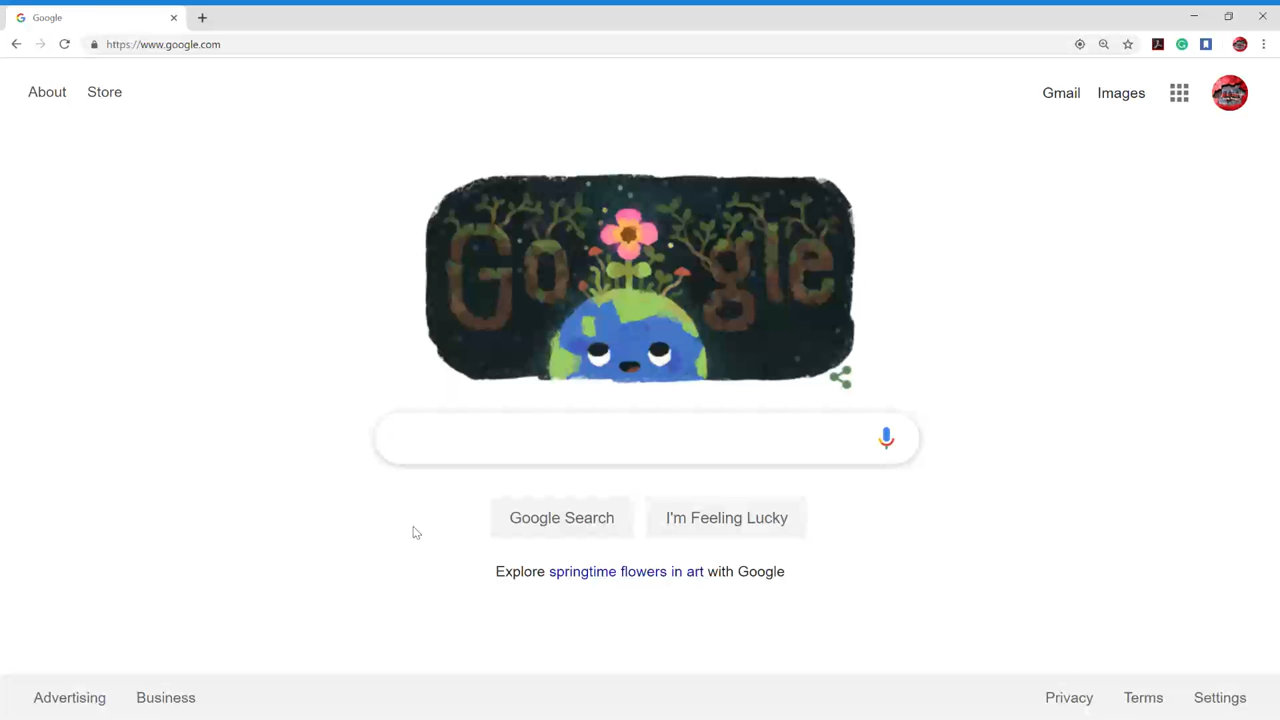 Google
https://www.google.com
About Store Gmail Images
Google
Google Search I'm Feeling Lucky
Explore springtime flowers in art with Google
Advertising Business Privacy Terms Settings